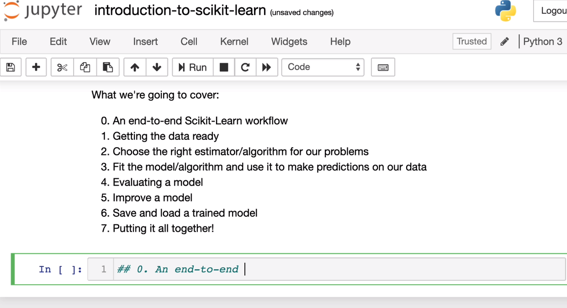 jupyter introduction-to-scikit-learn (unsaved changes) Logou
File Edit View Insert Cell Kernel Widgets Help Trusted Python 3
Run Code
What we're going to cover:
0. An end-to-end Scikit-Learn workflow
1. Getting the data ready
2. Choose the right estimator/algorithm for our problems
3. Fit the model/algorithm and use it to make predictions on our data
4. Evaluating a model
5. Improve a model
6. Save and load a trained model
7. Putting it all together!
In [ ]: 1 ## 0. An end-to-end